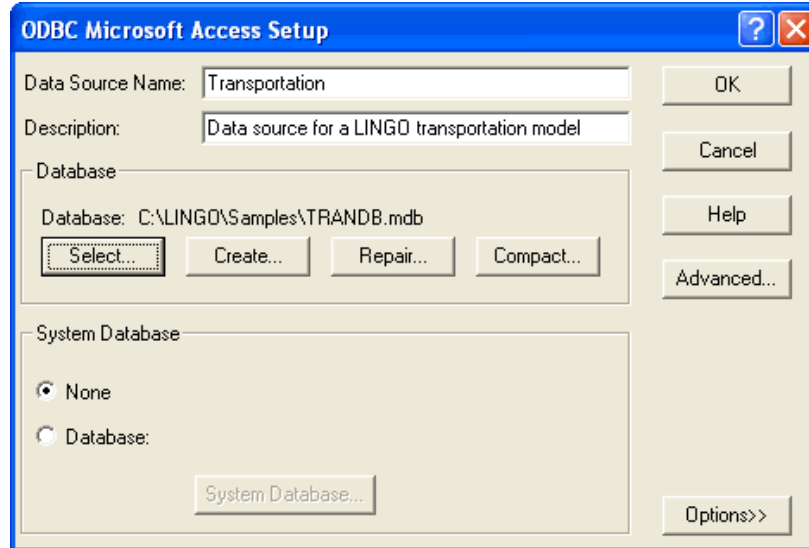 ODBC Microsoft Access Setup
Data Source Name: Transportation
OK
Description: Data source for a LINGO transportation model
Cancel
Database
Database: C:\LINGO\Samples\TRANDB.mdb
Help
Select... Create... Repair... Compact...
Advanced...
System Database
None
Database:
System Database...
Options>>